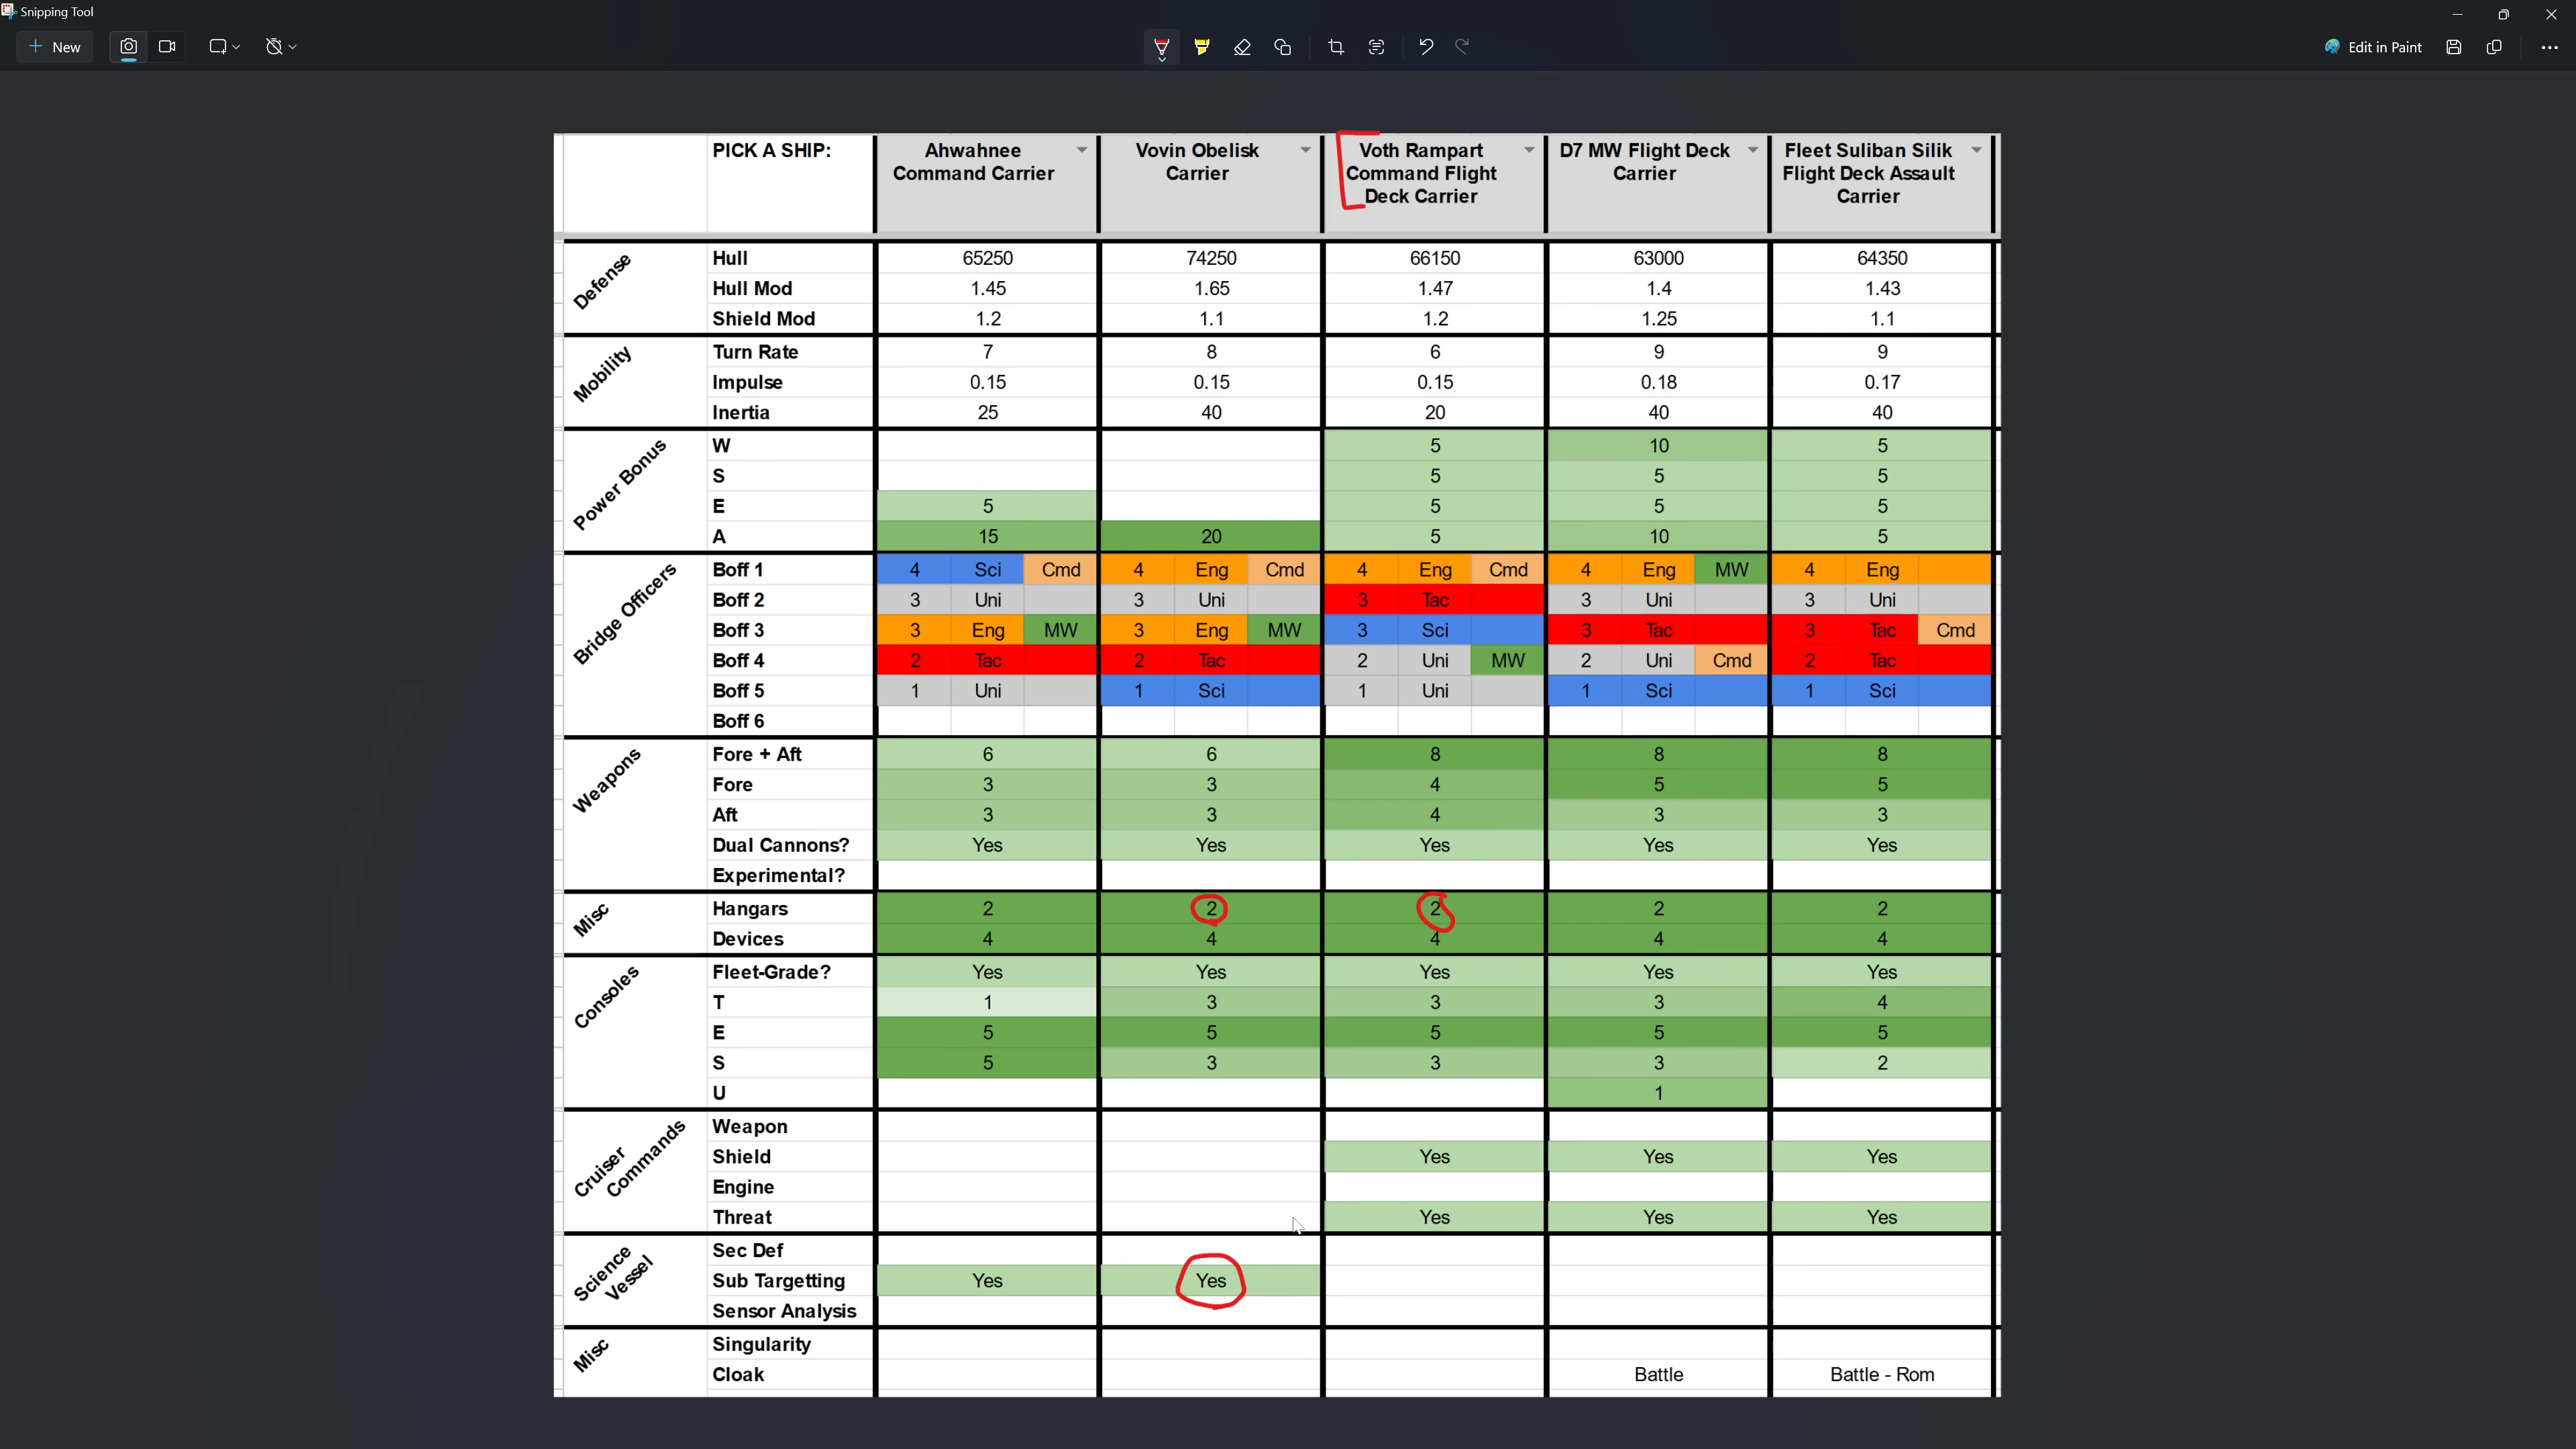 Snipping Tool
New
Edit in Paint
PICK A SHIP:
Ahwahnee Command Carrier
Vovin Obelisk Carrier
Voth Rampart Command Flight Deck Carrier
D7 MW Flight Deck Carrier
Fleet Suliban Silik Flight Deck Assault Carrier
Defense
Hull 65250 74250 66150 63000 64350
Hull Mod 1.45 1.65 1.47 1.4 1.43
Shield Mod 1.2 1.1 1.2 1.25 1.1
Mobility
Turn Rate 7 8 6 9 9
Impulse 0.15 0.15 0.15 0.18 0.17
Inertia 25 40 20 40 40
Power Bonus
W 5 10 5
S 5 5 5
E 5 5 5 5
A 15 20 5 10 5
Bridge Officers
Boff 1 4 Sci Cmd 4 Eng Cmd 4 Eng Cmd 4 Eng MW 4 Eng
Boff 2 3 Uni 3 Uni 3 Tac 3 Uni 3 Uni
Boff 3 3 Eng MW 3 Eng MW 3 Sci 3 Tac 3 Tac Cmd
Boff 4 2 Tac 2 Tac 2 Uni MW 2 Uni Cmd 2 Tac
Boff 5 1 Uni 1 Sci 1 Uni 1 Sci 1 Sci
Boff 6
Weapons
Fore + Aft 6 6 8 8 8
Fore 3 3 4 5 5
Aft 3 3 4 3 3
Dual Cannons? Yes Yes Yes Yes Yes
Experimental?
Misc
Hangars 2 2 2 2 2
Devices 4 4 4 4 4
Consoles
Fleet-Grade? Yes Yes Yes Yes Yes
T 1 3 3 3 4
E 5 5 5 5 5
S 5 3 3 3 2
U 1
Cruiser Commands
Weapon
Shield Yes Yes Yes
Engine
Threat Yes Yes Yes
Science Vessel
Sec Def
Sub Targetting Yes Yes
Sensor Analysis
Misc
Singularity
Cloak Battle Battle - Rom